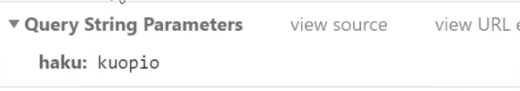 ▼ Query String Parameters view source view URL e
haku: kuopio